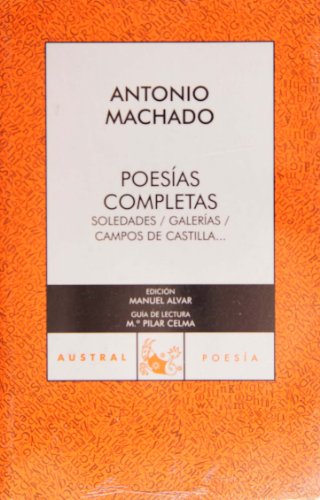 ANTONIO
MACHADO
POESÍAS
COMPLETAS
SOLEDADES / GALERÍAS /
CAMPOS DE CASTILLA...
EDICIÓN
MANUEL ALVAR
GUÍA DE LECTURA
M.ª PILAR CELMA
AUSTRAL POESÍA